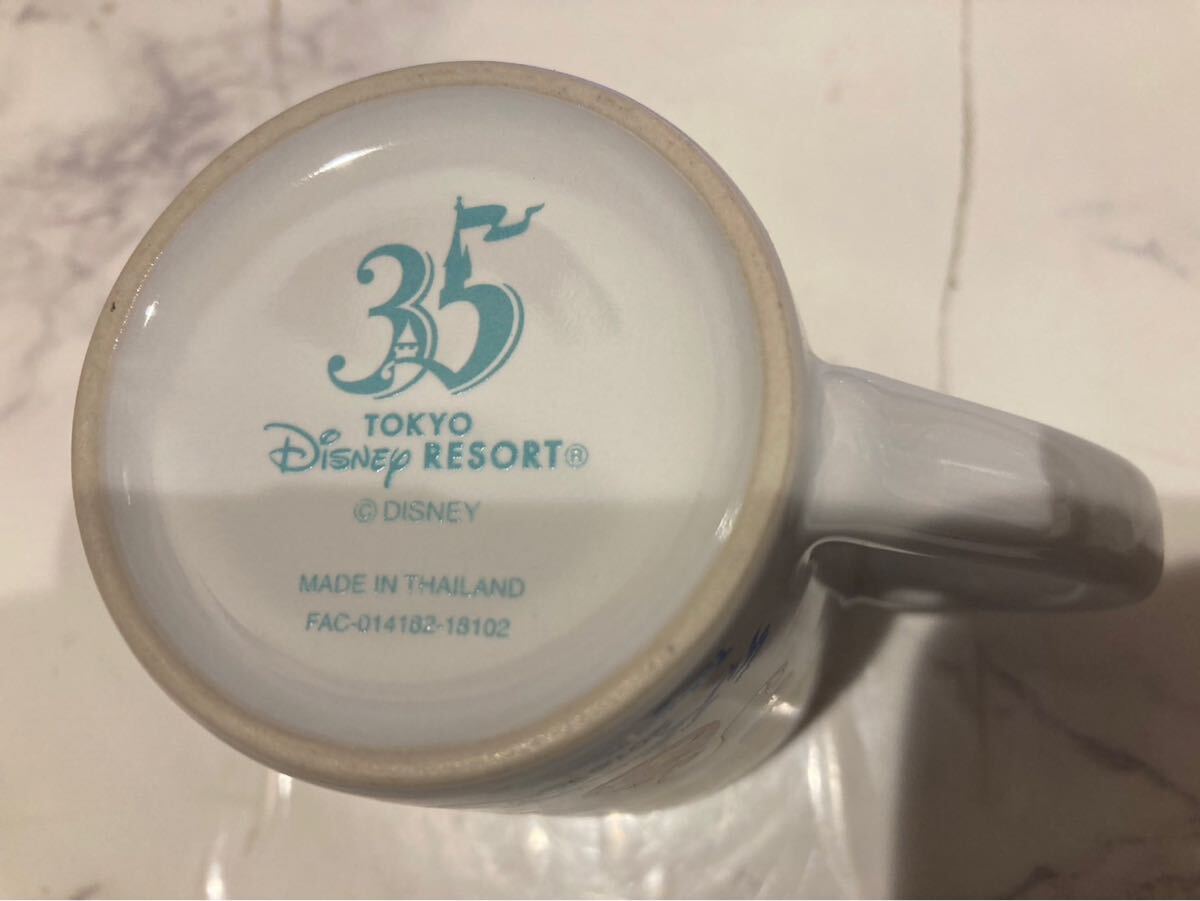 35
TOKYO
Disney RESORT®
© DISNEY
MADE IN THAILAND
FAC-014182-18102